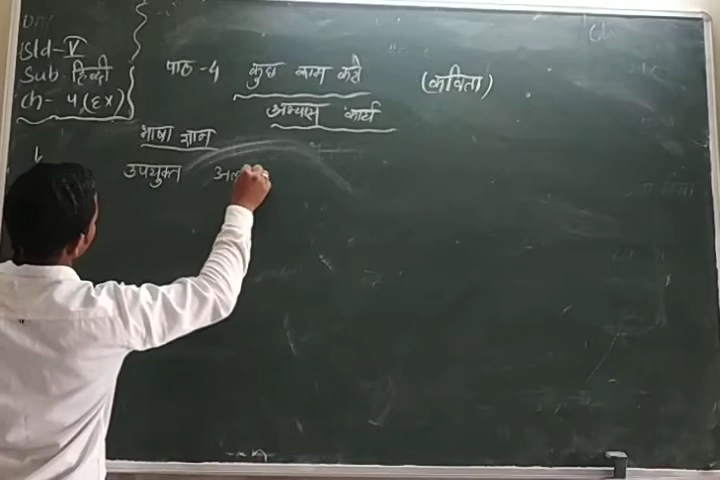 Std-V
Sub हिन्दी
Ch- 4 (Ex)
पाठ -4 कुछ काम करो (कविता)
अभ्यास कार्य
भाषा ज्ञान
उपयुक्त